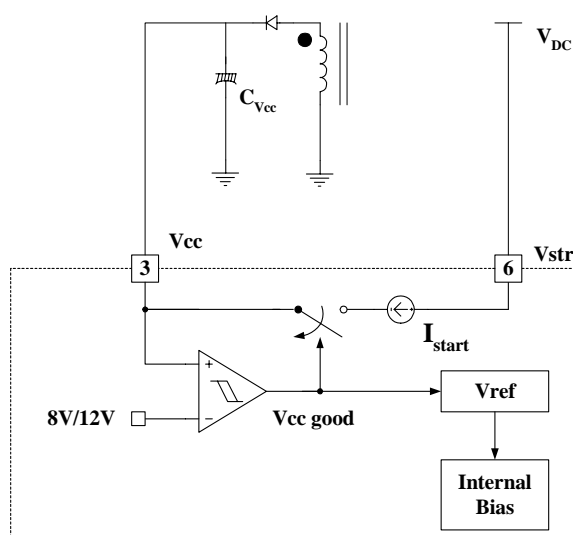 V_DC
C_Vcc
Vcc
Vstr
3
6
I_start
+
8V/12V
−
Vcc good
Vref
Internal
Bias